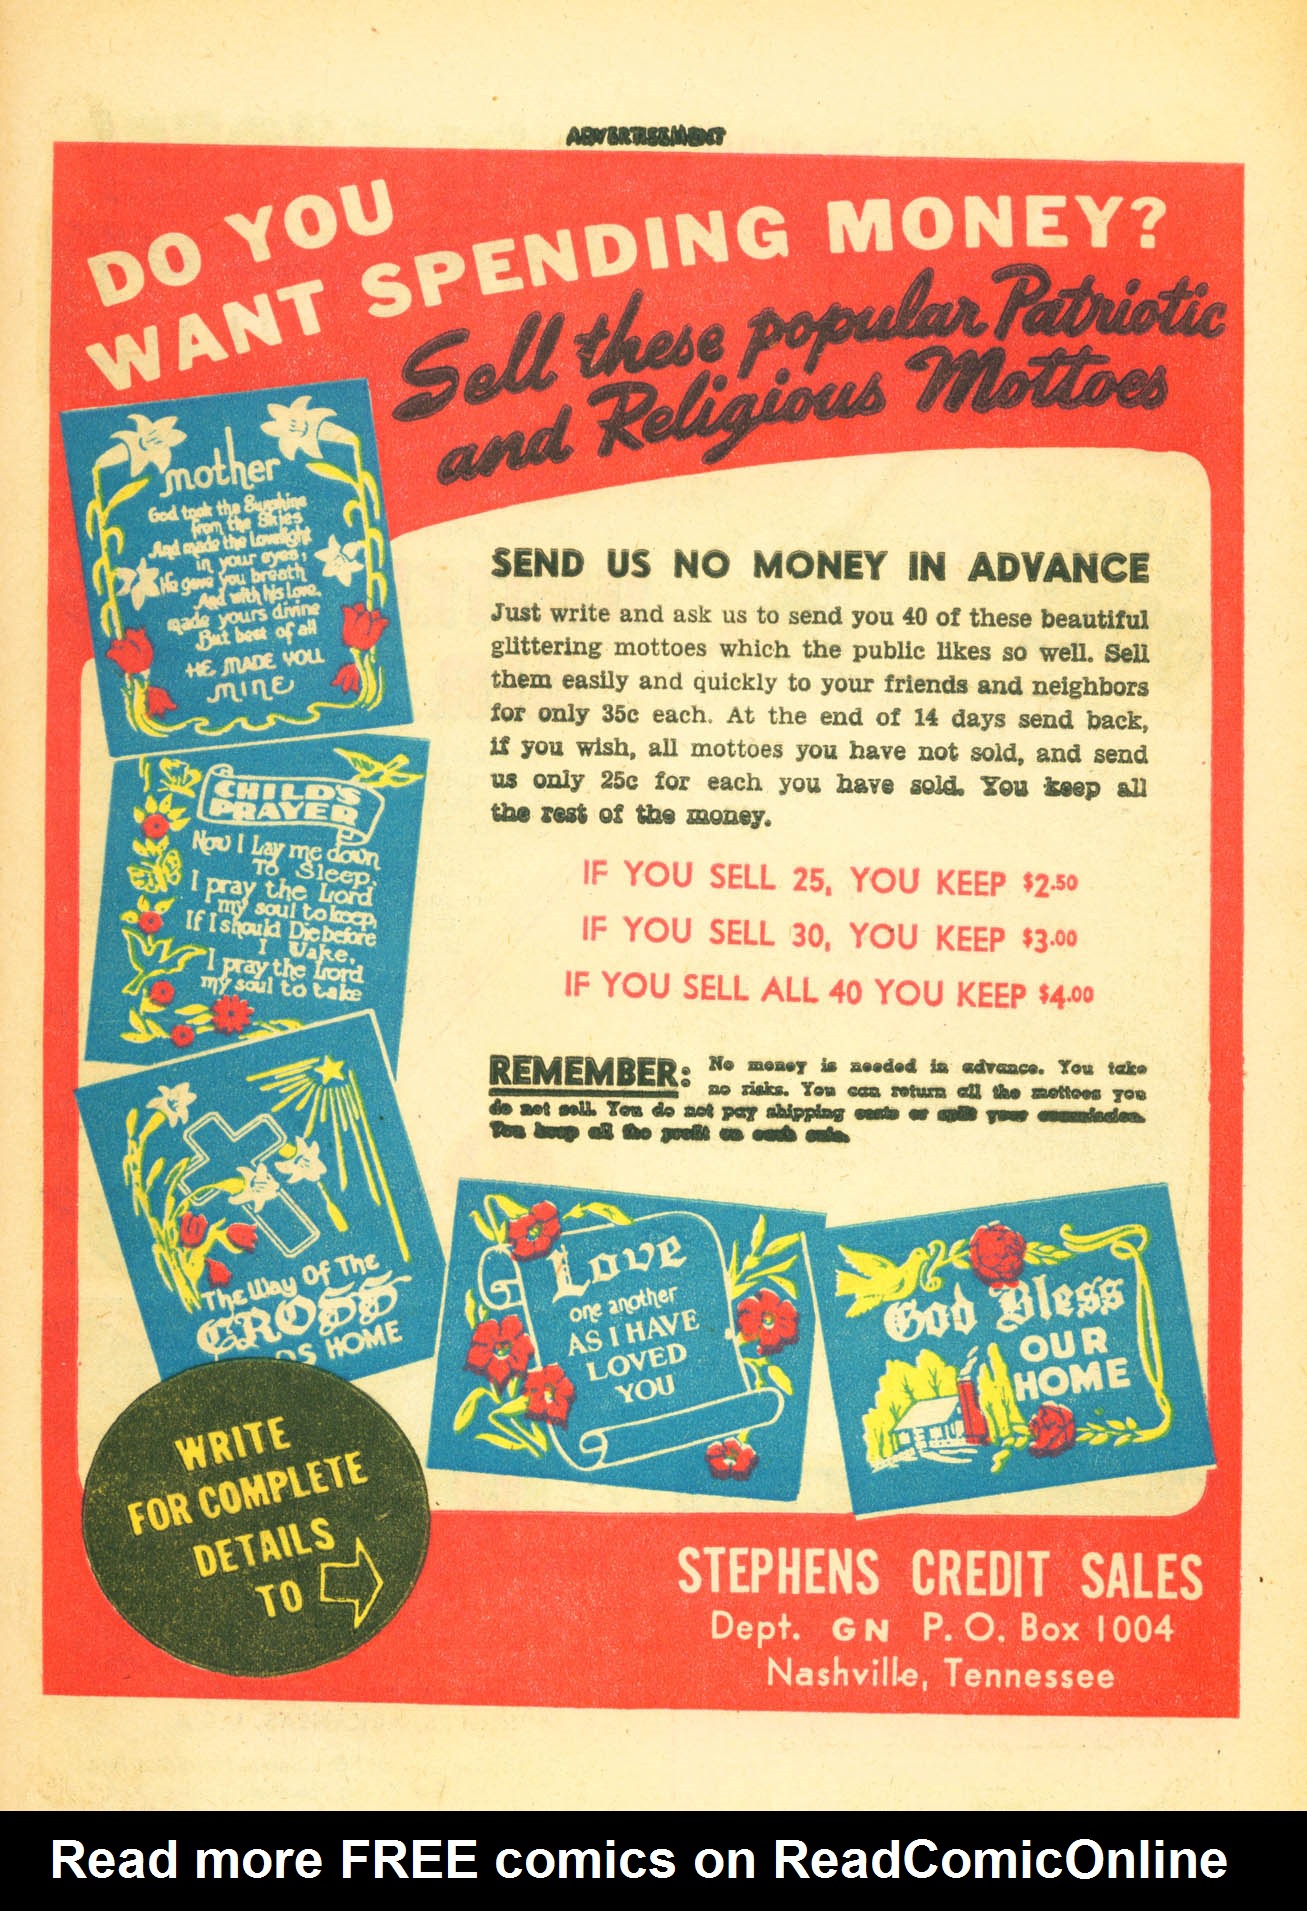 ADVERTISEMENT
DO YOU
WANT SPENDING MONEY?
Sell these popular Patriotic
and Religious Mottoes
mother
God took the Sunshine
from the Skies
And made the Lovelight
in your eyes,
He gave you breath
And with his Love,
made yours divine
But best of all
HE MADE YOU
MINE
CHILD'S
PRAYER
Now I Lay me down
To Sleep,
I pray the Lord
my soul to keep,
If I should Die before
I Wake,
I pray the Lord
my soul to take
The Way Of The
CROSS
DS HOME
SEND US NO MONEY IN ADVANCE
Just write and ask us to send you 40 of these beautiful
glittering mottoes which the public likes so well. Sell
them easily and quickly to your friends and neighbors
for only 35c each. At the end of 14 days send back,
if you wish, all mottoes you have not sold, and send
us only 25c for each you have sold. You keep all
the rest of the money.
IF YOU SELL 25, YOU KEEP $2.50
IF YOU SELL 30, YOU KEEP $3.00
IF YOU SELL ALL 40 YOU KEEP $4.00
REMEMBER: No money is needed in advance. You take
no risks. You can return all the mottoes you
do not sell. You do not pay shipping costs or split your commission.
You keep all the profit on each sale.
Love
one another
AS I HAVE
LOVED
YOU
God Bless
OUR
HOME
WRITE
FOR COMPLETE
DETAILS
TO
STEPHENS CREDIT SALES
Dept. GN P. O. Box 1004
Nashville, Tennessee
Read more FREE comics on ReadComicOnline